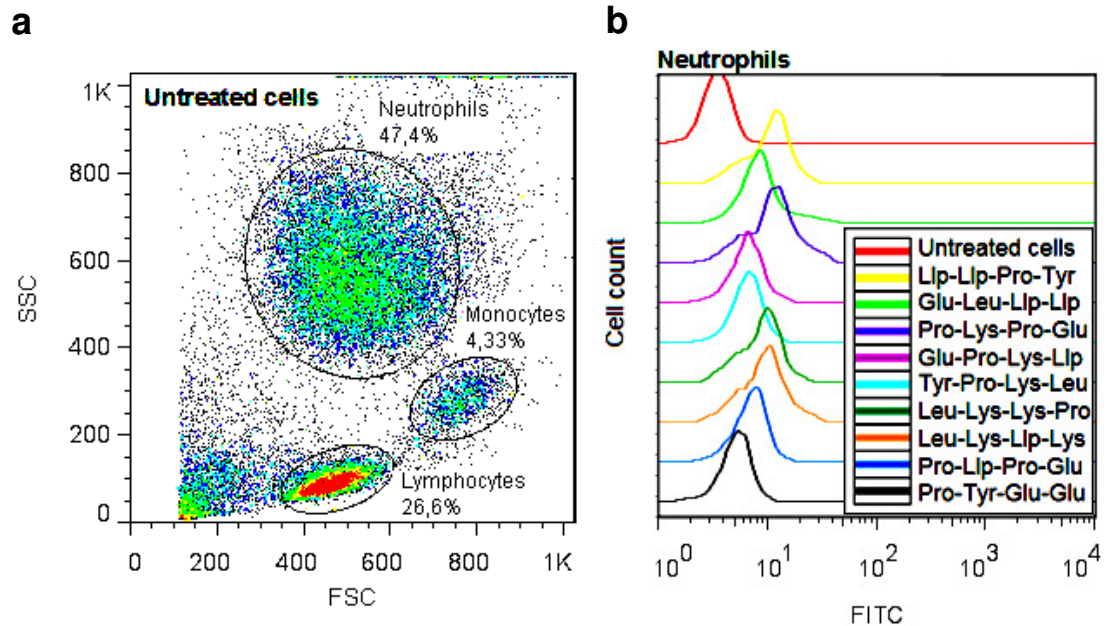 a
Untreated cells
Neutrophils
47,4%
Monocytes
4,33%
Lymphocytes
26,6%
1K
800
600
400
200
0
SSC
0 200 400 600 800 1K
FSC
b
Neutrophils
Cell count
Untreated cells
Llp-Llp-Pro-Tyr
Glu-Leu-Llp-Llp
Pro-Lys-Pro-Glu
Glu-Pro-Lys-Llp
Tyr-Pro-Lys-Leu
Leu-Lys-Lys-Pro
Leu-Lys-Llp-Lys
Pro-Llp-Pro-Glu
Pro-Tyr-Glu-Glu
10⁰ 10¹ 10² 10³ 10⁴
FITC